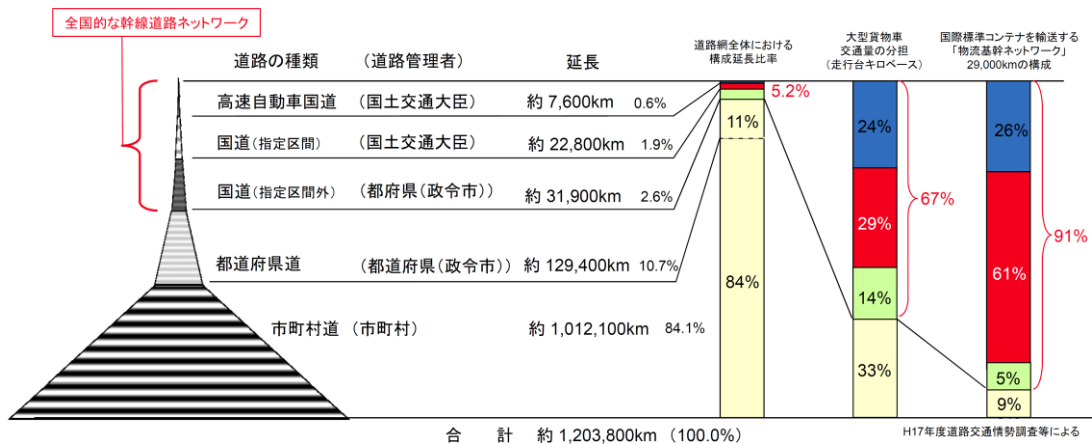 全国的な幹線道路ネットワーク
道路の種類 (道路管理者) 延長
高速自動車国道 (国土交通大臣) 約 7,600km 0.6%
国道(指定区間) (国土交通大臣) 約 22,800km 1.9%
国道(指定区間外) (都府県(政令市)) 約 31,900km 2.6%
都道府県道 (都道府県(政令市)) 約 129,400km 10.7%
市町村道 (市町村) 約 1,012,100km 84.1%
合 計 約 1,203,800km (100.0%)
道路網全体における
構成延長比率
5.2%
11%
84%
大型貨物車
交通量の分担
(走行台キロベース)
24%
29%
14%
33%
67%
国際標準コンテナを輸送する
「物流基幹ネットワーク」
29,000kmの構成
26%
61%
5%
9%
91%
H17年度道路交通情勢調査等による